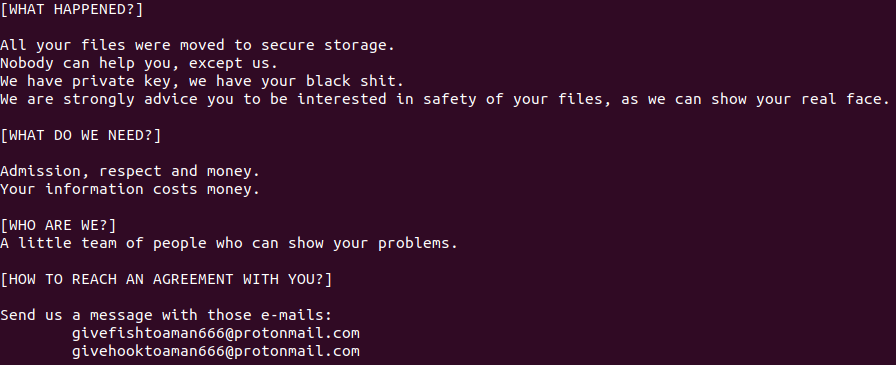 [WHAT HAPPENED?]
All your files were moved to secure storage.
Nobody can help you, except us.
We have private key, we have your black shit.
We are strongly advice you to be interested in safety of your files, as we can show your real face.
[WHAT DO WE NEED?]
Admission, respect and money.
Your information costs money.
[WHO ARE WE?]
A little team of people who can show your problems.
[HOW TO REACH AN AGREEMENT WITH YOU?]
Send us a message with those e-mails:
givefishtoaman666@protonmail.com
givehooktoaman666@protonmail.com